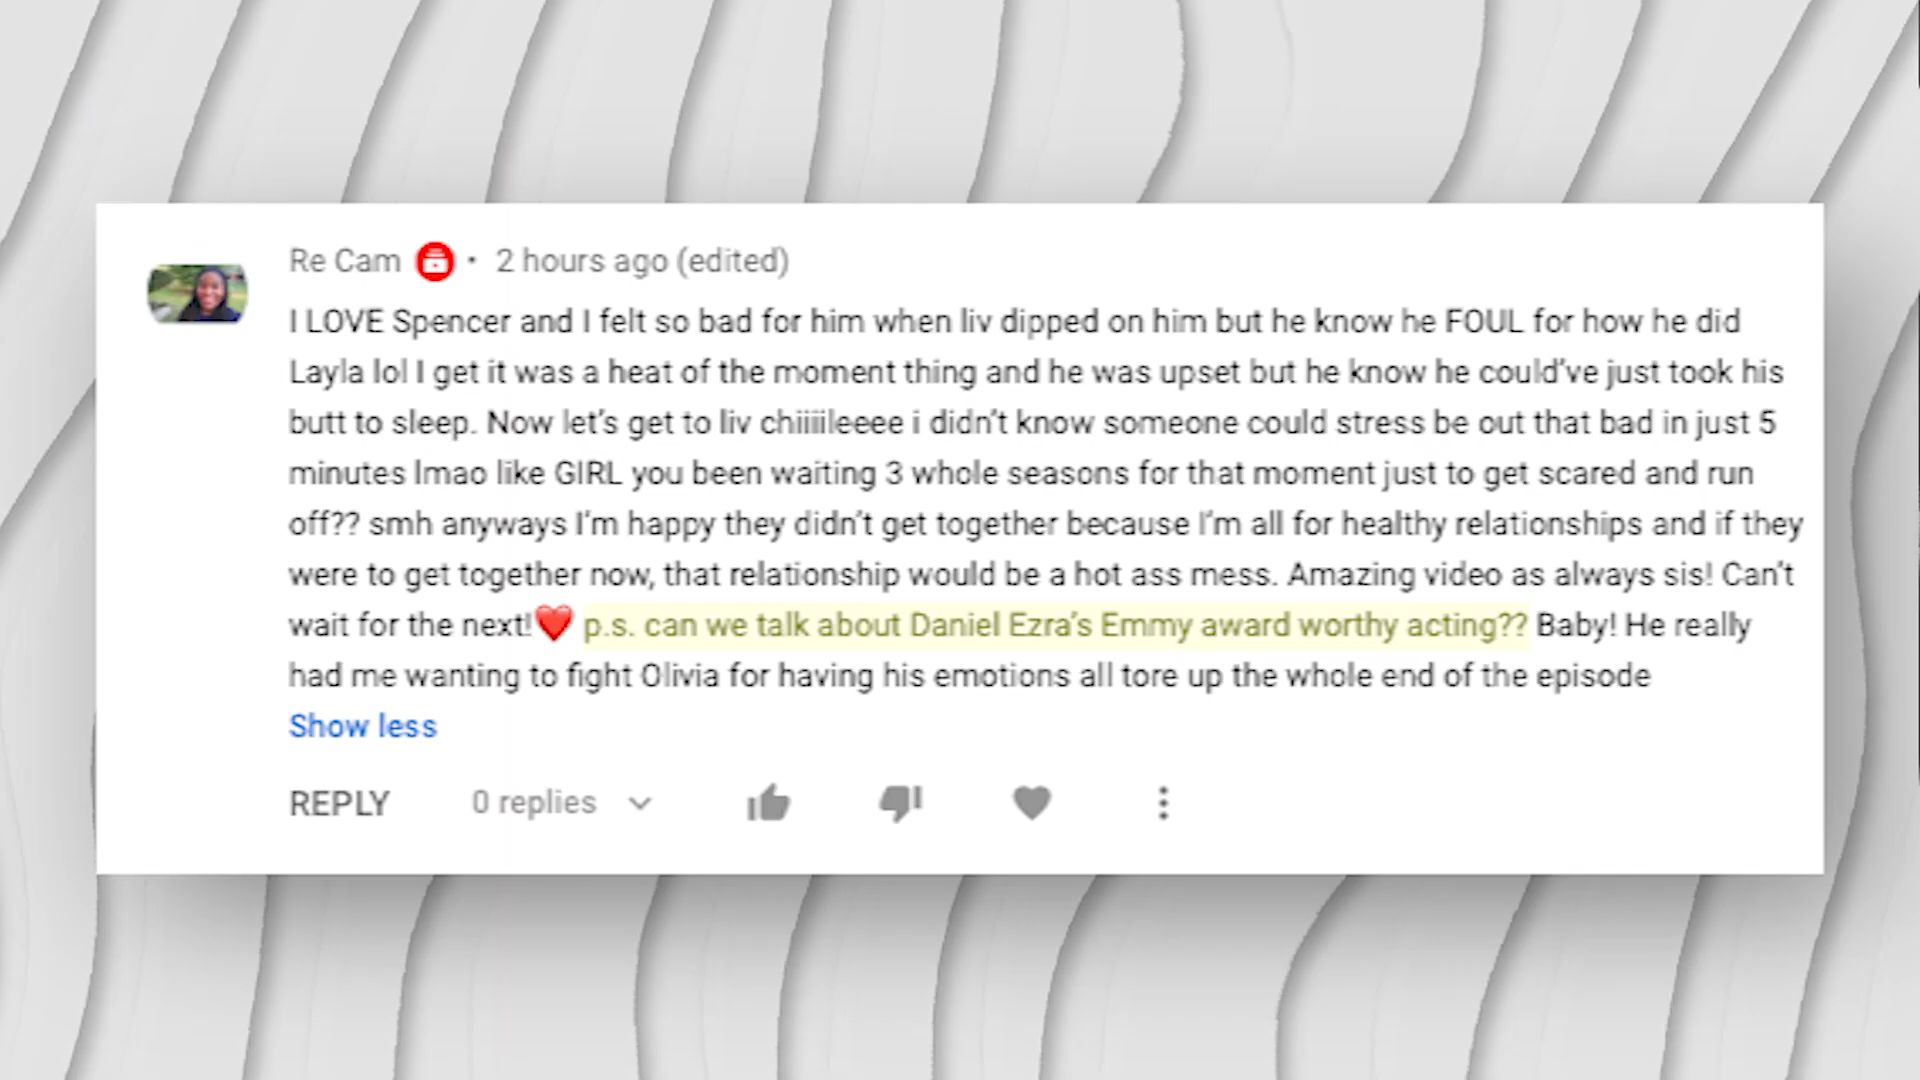 Re Cam • 2 hours ago (edited)
I LOVE Spencer and I felt so bad for him when liv dipped on him but he know he FOUL for how he did
Layla lol I get it was a heat of the moment thing and he was upset but he know he could’ve just took his
butt to sleep. Now let’s get to liv chiiiileeee i didn’t know someone could stress be out that bad in just 5
minutes lmao like GIRL you been waiting 3 whole seasons for that moment just to get scared and run
off?? smh anyways I’m happy they didn’t get together because I’m all for healthy relationships and if they
were to get together now, that relationship would be a hot ass mess. Amazing video as always sis! Can’t
wait for the next!❤️ p.s. can we talk about Daniel Ezra’s Emmy award worthy acting?? Baby! He really
had me wanting to fight Olivia for having his emotions all tore up the whole end of the episode
Show less
REPLY 0 replies